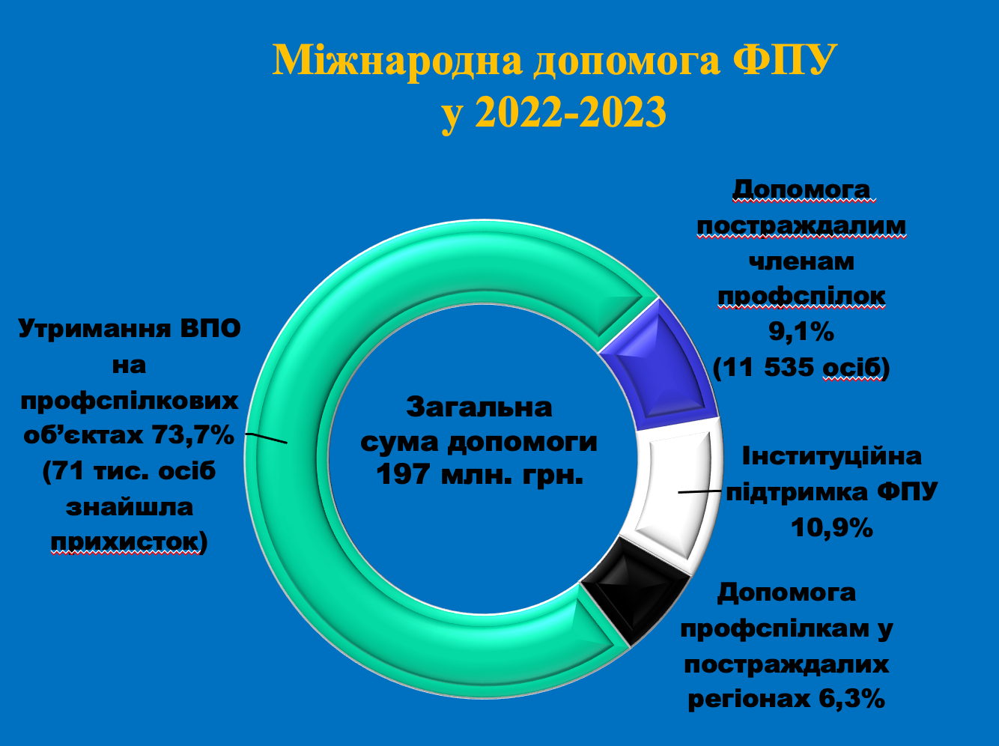 Міжнародна допомога ФПУ
у 2022-2023
Допомога
постраждалим
членам
профспілок
9,1%
(11 535 осіб)
Утримання ВПО
на
профспілкових
об’єктах 73,7%
(71 тис. осіб
знайшла
прихисток)
Загальна
сума допомоги
197 млн. грн.
Інституційна
підтримка ФПУ
10,9%
Допомога
профспілкам у
постраждалих
регіонах 6,3%